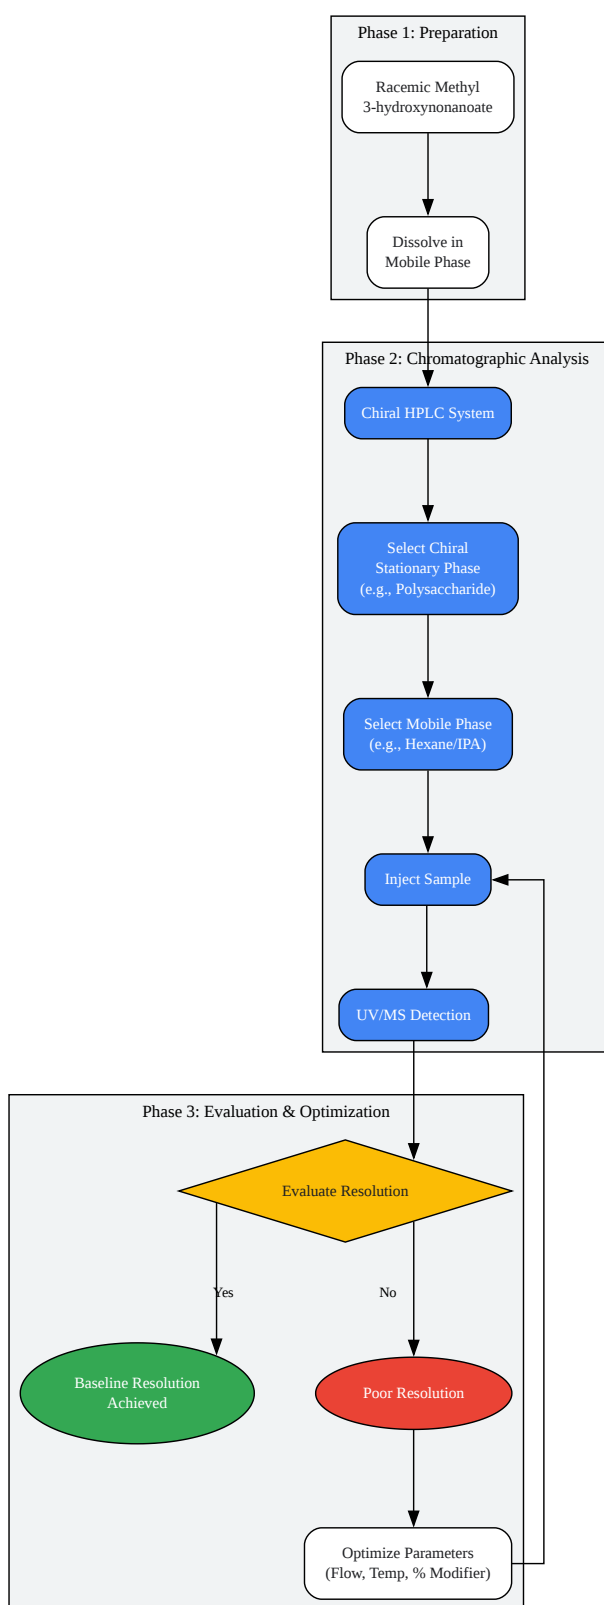 Phase 1: Preparation
Racemic Methyl
3-hydroxynonanoate
Dissolve in
Mobile Phase
Phase 2: Chromatographic Analysis
Chiral HPLC System
Select Chiral
Stationary Phase
(e.g., Polysaccharide)
Select Mobile Phase
(e.g., Hexane/IPA)
Inject Sample
UV/MS Detection
Phase 3: Evaluation & Optimization
Evaluate Resolution
Yes
No
Baseline Resolution
Achieved
Poor Resolution
Optimize Parameters
(Flow, Temp, % Modifier)